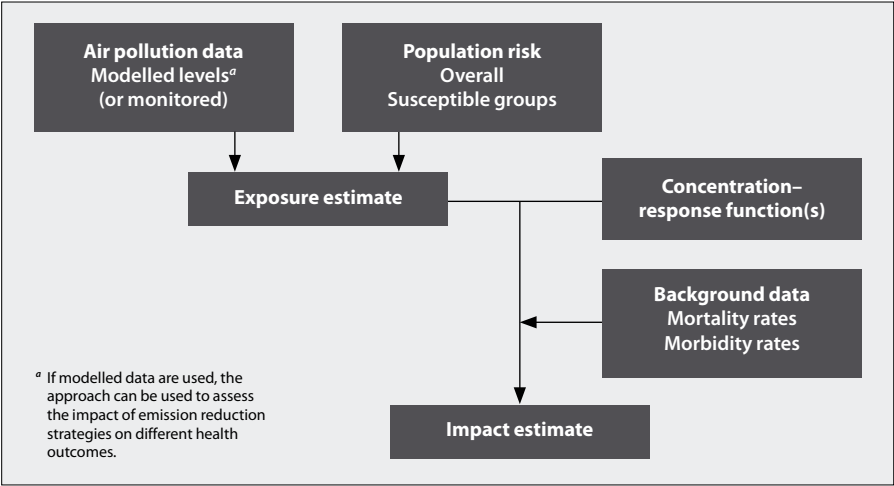 Air pollution data
Modelled levelsᵃ
(or monitored)
Population risk
Overall
Susceptible groups
Exposure estimate
Concentration–
response function(s)
Background data
Mortality rates
Morbidity rates
Impact estimate
ᵃ If modelled data are used, the
approach can be used to assess
the impact of emission reduction
strategies on different health
outcomes.